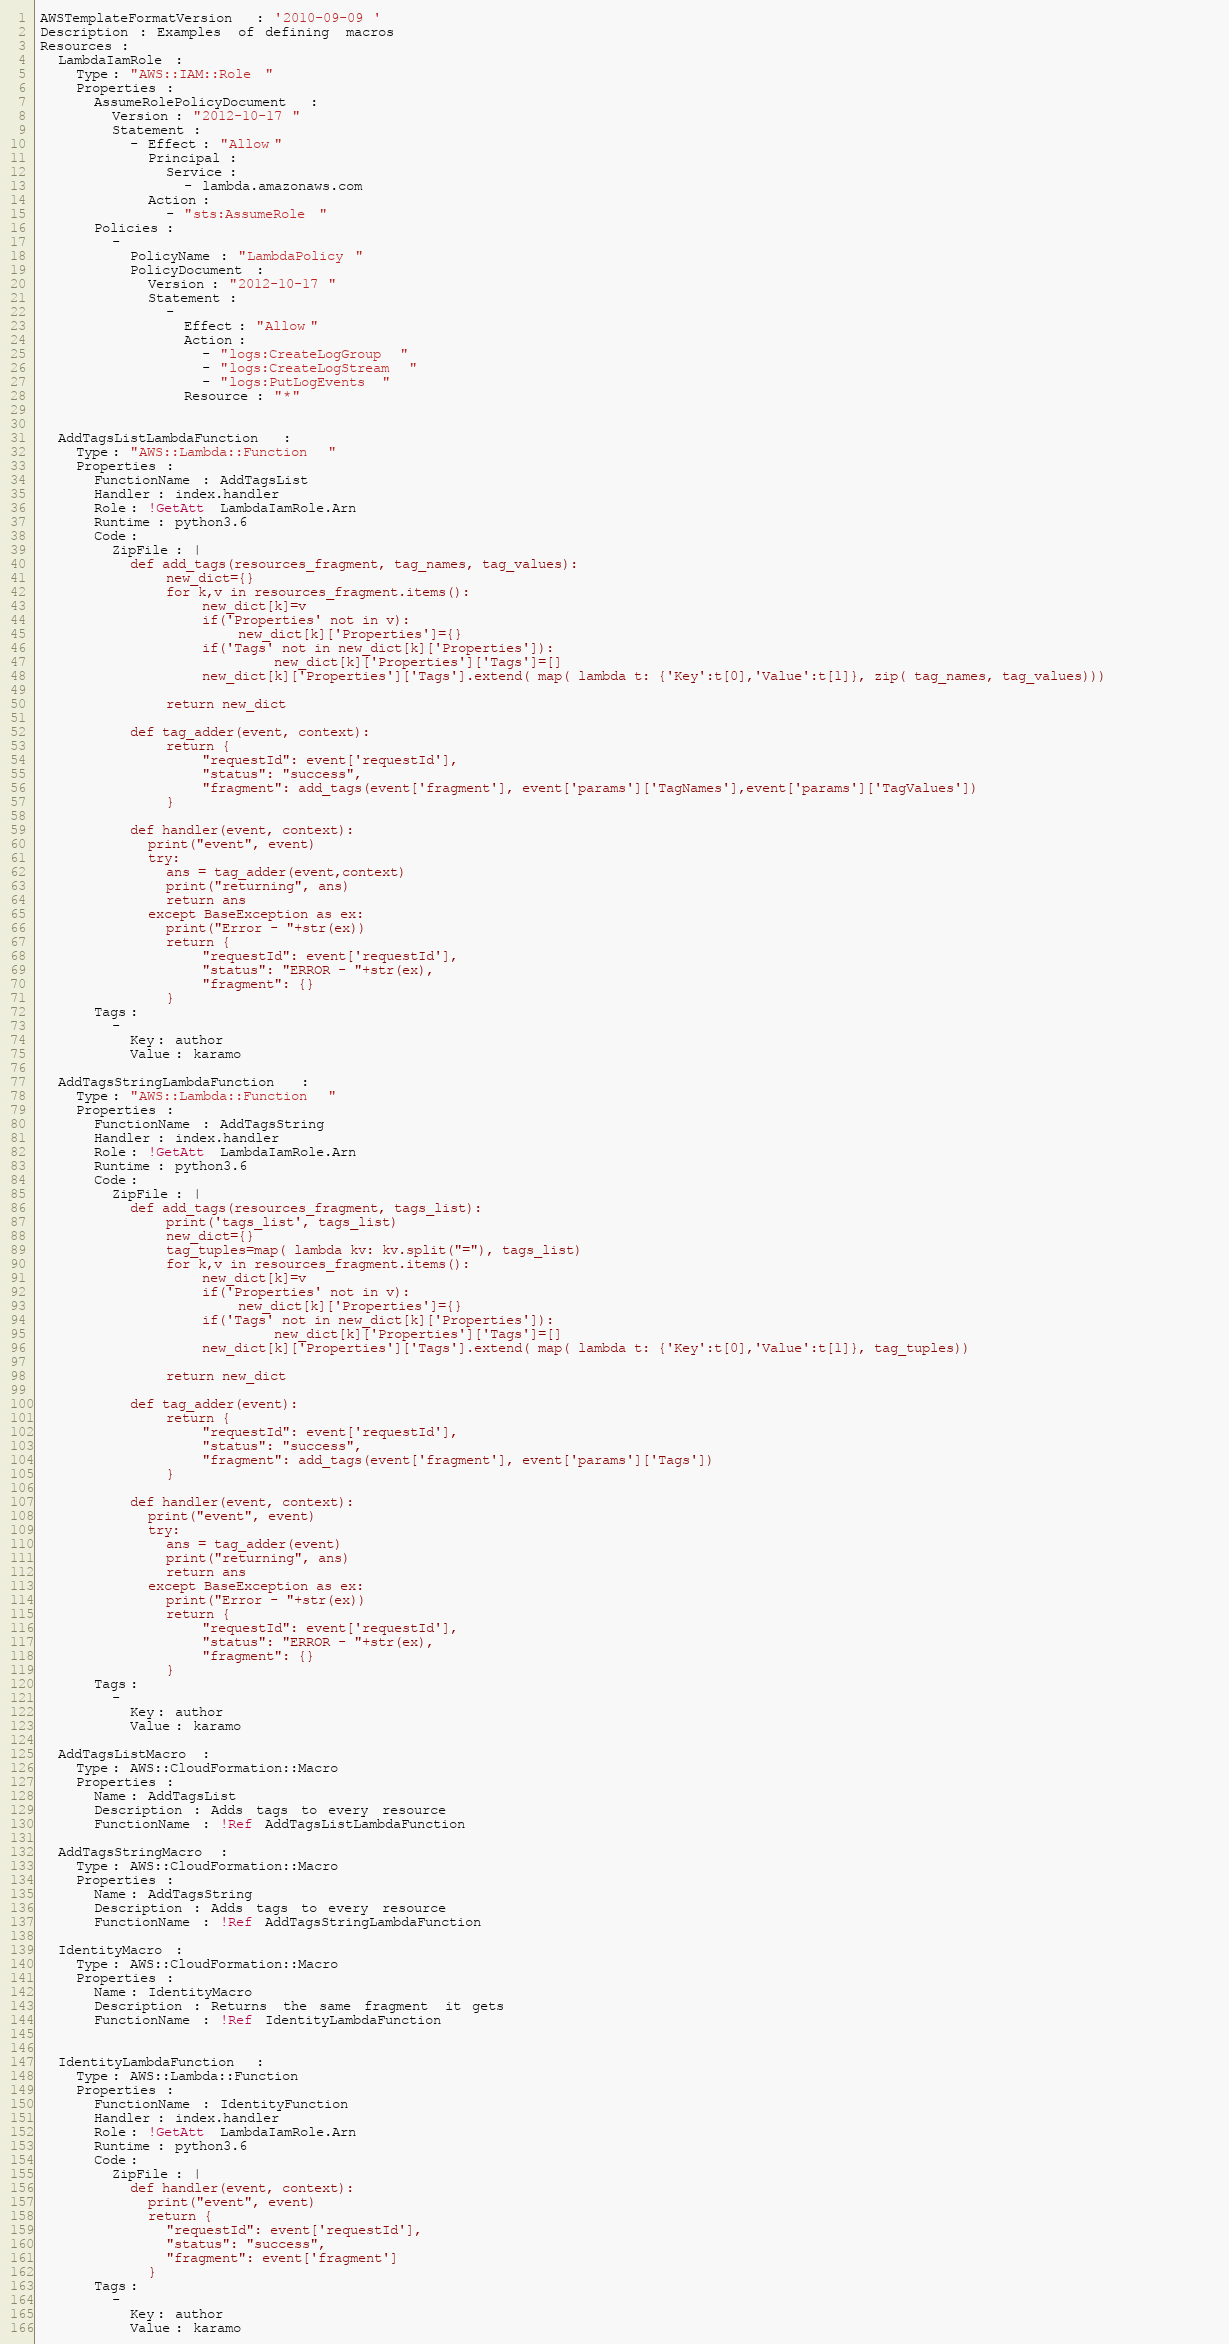 1 AWSTemplateFormatVersion : '2010-09-09 '
2 Description : Examples of defining macros
3 Resources :
4   LambdaIamRole :
5     Type : "AWS::IAM::Role "
6     Properties :
7       AssumeRolePolicyDocument :
8         Version : "2012-10-17 "
9         Statement :
10           - Effect : "Allow "
11             Principal :
12               Service :
13                 - lambda.amazonaws.com
14             Action :
15               - "sts:AssumeRole "
16       Policies :
17         -
18           PolicyName : "LambdaPolicy "
19           PolicyDocument :
20             Version : "2012-10-17 "
21             Statement :
22               -
23                 Effect : "Allow "
24                 Action :
25                   - "logs:CreateLogGroup "
26                   - "logs:CreateLogStream "
27                   - "logs:PutLogEvents "
28                 Resource : "*"
29
30
31   AddTagsListLambdaFunction :
32     Type : "AWS::Lambda::Function "
33     Properties :
34       FunctionName : AddTagsList
35       Handler : index.handler
36       Role : !GetAtt LambdaIamRole.Arn
37       Runtime : python3.6
38       Code :
39         ZipFile : |
40           def add_tags(resources_fragment, tag_names, tag_values):
41               new_dict={}
42               for k,v in resources_fragment.items():
43                   new_dict[k]=v
44                   if('Properties' not in v):
45                       new_dict[k]['Properties']={}
46                   if('Tags' not in new_dict[k]['Properties']):
47                           new_dict[k]['Properties']['Tags']=[]
48                   new_dict[k]['Properties']['Tags'].extend( map( lambda t: {'Key':t[0],'Value':t[1]}, zip( tag_names, tag_values)))
49
50               return new_dict
51
52           def tag_adder(event, context):
53               return {
54                   "requestId": event['requestId'],
55                   "status": "success",
56                   "fragment": add_tags(event['fragment'], event['params']['TagNames'],event['params']['TagValues'])
57               }
58
59           def handler(event, context):
60             print("event", event)
61             try:
62               ans = tag_adder(event,context)
63               print("returning", ans)
64               return ans
65             except BaseException as ex:
66               print("Error - "+str(ex))
67               return {
68                   "requestId": event['requestId'],
69                   "status": "ERROR - "+str(ex),
70                   "fragment": {}
71               }
72       Tags :
73         -
74           Key : author
75           Value : karamo
76
77   AddTagsStringLambdaFunction :
78     Type : "AWS::Lambda::Function "
79     Properties :
80       FunctionName : AddTagsString
81       Handler : index.handler
82       Role : !GetAtt LambdaIamRole.Arn
83       Runtime : python3.6
84       Code :
85         ZipFile : |
86           def add_tags(resources_fragment, tags_list):
87               print('tags_list', tags_list)
88               new_dict={}
89               tag_tuples=map( lambda kv: kv.split("="), tags_list)
90               for k,v in resources_fragment.items():
91                   new_dict[k]=v
92                   if('Properties' not in v):
93                       new_dict[k]['Properties']={}
94                   if('Tags' not in new_dict[k]['Properties']):
95                           new_dict[k]['Properties']['Tags']=[]
96                   new_dict[k]['Properties']['Tags'].extend( map( lambda t: {'Key':t[0],'Value':t[1]}, tag_tuples))
97
98               return new_dict
99
100           def tag_adder(event):
101               return {
102                   "requestId": event['requestId'],
103                   "status": "success",
104                   "fragment": add_tags(event['fragment'], event['params']['Tags'])
105               }
106
107           def handler(event, context):
108             print("event", event)
109             try:
110               ans = tag_adder(event)
111               print("returning", ans)
112               return ans
113             except BaseException as ex:
114               print("Error - "+str(ex))
115               return {
116                   "requestId": event['requestId'],
117                   "status": "ERROR - "+str(ex),
118                   "fragment": {}
119               }
120       Tags :
121         -
122           Key : author
123           Value : karamo
124
125   AddTagsListMacro :
126     Type : AWS::CloudFormation::Macro
127     Properties :
128       Name : AddTagsList
129       Description : Adds tags to every resource
130       FunctionName : !Ref AddTagsListLambdaFunction
131
132   AddTagsStringMacro :
133     Type : AWS::CloudFormation::Macro
134     Properties :
135       Name : AddTagsString
136       Description : Adds tags to every resource
137       FunctionName : !Ref AddTagsStringLambdaFunction
138
139   IdentityMacro :
140     Type : AWS::CloudFormation::Macro
141     Properties :
142       Name : IdentityMacro
143       Description : Returns the same fragment it gets
144       FunctionName : !Ref IdentityLambdaFunction
145
146
147   IdentityLambdaFunction :
148     Type : AWS::Lambda::Function
149     Properties :
150       FunctionName : IdentityFunction
151       Handler : index.handler
152       Role : !GetAtt LambdaIamRole.Arn
153       Runtime : python3.6
154       Code :
155         ZipFile : |
156           def handler(event, context):
157             print("event", event)
158             return {
159               "requestId": event['requestId'],
160               "status": "success",
161               "fragment": event['fragment']
162             }
163       Tags :
164         -
165           Key : author
166           Value : karamo